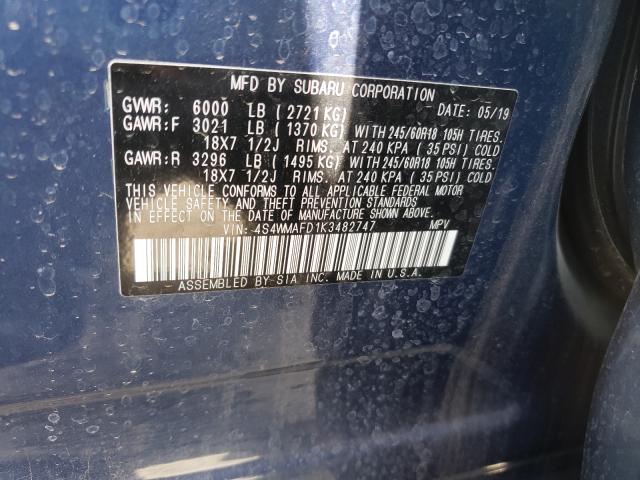 MFD BY SUBARU CORPORATION
GVWR: 6000 LB ( 2721 KG) DATE: 05/19
GAWR:F 3021 LB ( 1370 KG) WITH 245/60R18 105H TIRES.
18X7 1/2J RIMS. AT 240 KPA ( 35 PSI) COLD
GAWR:R 3296 LB ( 1495 KG) WITH 245/60R18 105H TIRES.
18X7 1/2J RIMS. AT 240 KPA ( 35 PSI) COLD
THIS VEHICLE CONFORMS TO ALL APPLICABLE FEDERAL MOTOR
VEHICLE SAFETY AND THEFT PREVENTION STANDARDS
IN EFFECT ON THE DATE OF MANUFACTURE SHOWN ABOVE.
VIN: 4S4WMAFD1K3482747 MPV
ASSEMBLED BY SIA INC. MADE IN U.S.A.